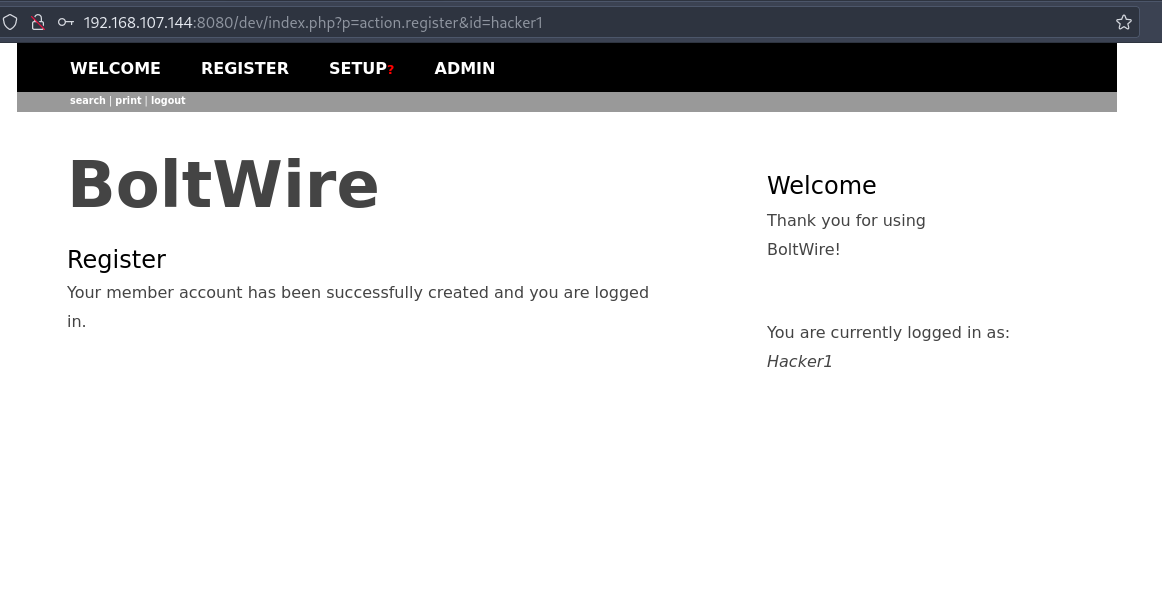 192.168.107.144:8080/dev/index.php?p=action.register&id=hacker1
WELCOME REGISTER SETUP? ADMIN
search | print | logout
BoltWire
Register
Your member account has been successfully created and you are logged
in.
Welcome
Thank you for using
BoltWire!
You are currently logged in as:
Hacker1